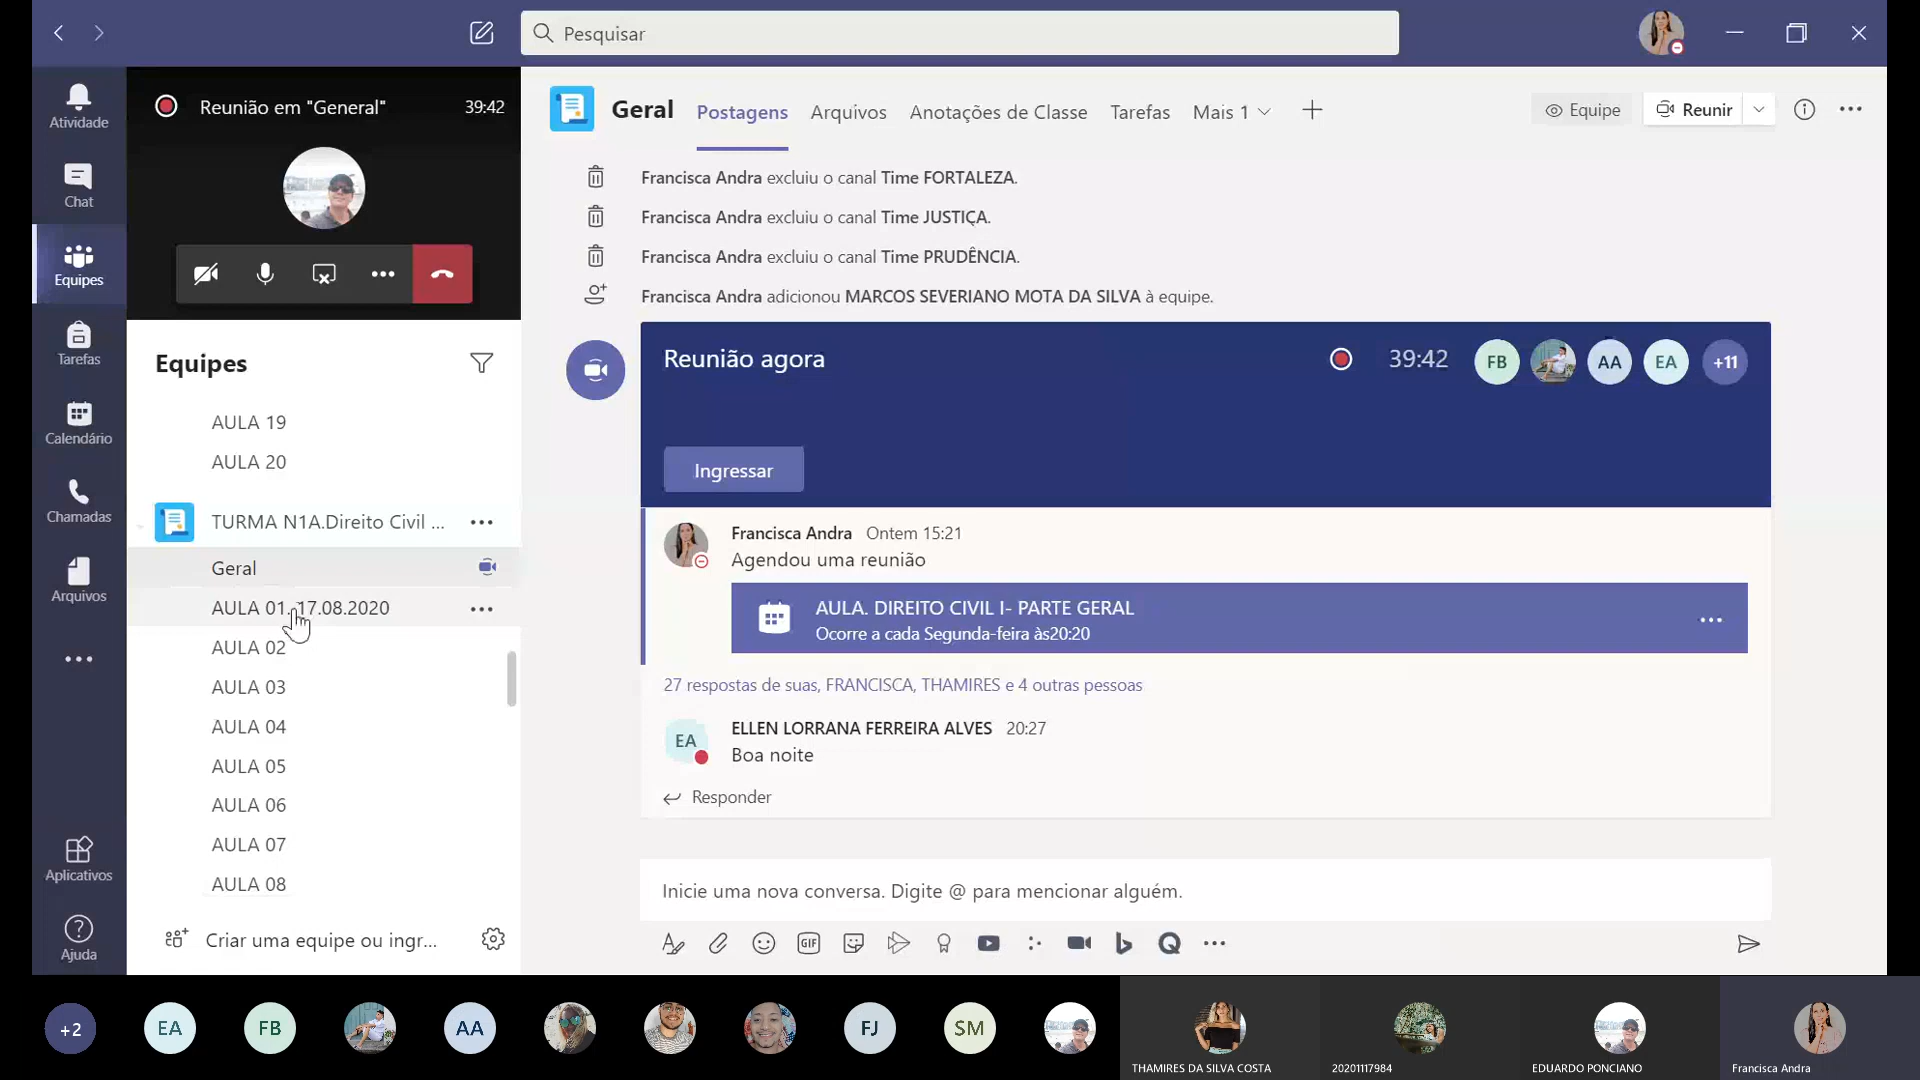 Pesquisar
Atividade
Chat
Equipes
Tarefas
Calendário
Chamadas
Arquivos
Aplicativos
Ajuda
Reunião em "General" 39:42
Equipes
AULA 19
AULA 20
TURMA N1A.Direito Civil ...
Geral
AULA 01. 17.08.2020
AULA 02
AULA 03
AULA 04
AULA 05
AULA 06
AULA 07
AULA 08
Criar uma equipe ou ingr...
Geral Postagens Arquivos Anotações de Classe Tarefas Mais 1 Equipe Reunir
Francisca Andra excluiu o canal Time FORTALEZA.
Francisca Andra excluiu o canal Time JUSTIÇA.
Francisca Andra excluiu o canal Time PRUDÊNCIA.
Francisca Andra adicionou MARCOS SEVERIANO MOTA DA SILVA à equipe.
Reunião agora 39:42 FB AA EA +11
Ingressar
Francisca Andra Ontem 15:21
Agendou uma reunião
AULA. DIREITO CIVIL I- PARTE GERAL
Ocorre a cada Segunda-feira às20:20
27 respostas de suas, FRANCISCA, THAMIRES e 4 outras pessoas
EA ELLEN LORRANA FERREIRA ALVES 20:27
Boa noite
Responder
Inicie uma nova conversa. Digite @ para mencionar alguém.
GIF
+2 EA FB AA FJ SM
THAMIRES DA SILVA COSTA 20201117984 EDUARDO PONCIANO Francisca Andra